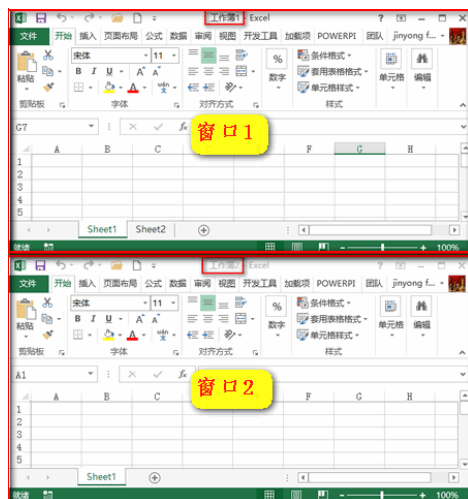 工作簿1 - Excel ?
文件 开始 插入 页面布局 公式 数据 审阅 视图 开发工具 加载项 POWERPI 团队 jinyong f...
宋体 11 % 条件格式
粘贴 B I U A A 数字 套用表格格式 单元格 编辑
wén 单元格样式
剪贴板 字体 对齐方式 样式
G7 fx
窗口1
A B C F G H
1
2
3
4
5
Sheet1 Sheet2
就绪 100%
工作簿2 - Excel ?
文件 开始 插入 页面布局 公式 数据 审阅 视图 开发工具 加载项 POWERPI 团队 jinyong f...
宋体 11 % 条件格式
粘贴 B I U A A 数字 套用表格格式 单元格 编辑
wén 单元格样式
剪贴板 字体 对齐方式 样式
A1 fx
窗口2
A B C F G H
1
2
3
4
5
Sheet1
就绪 100%